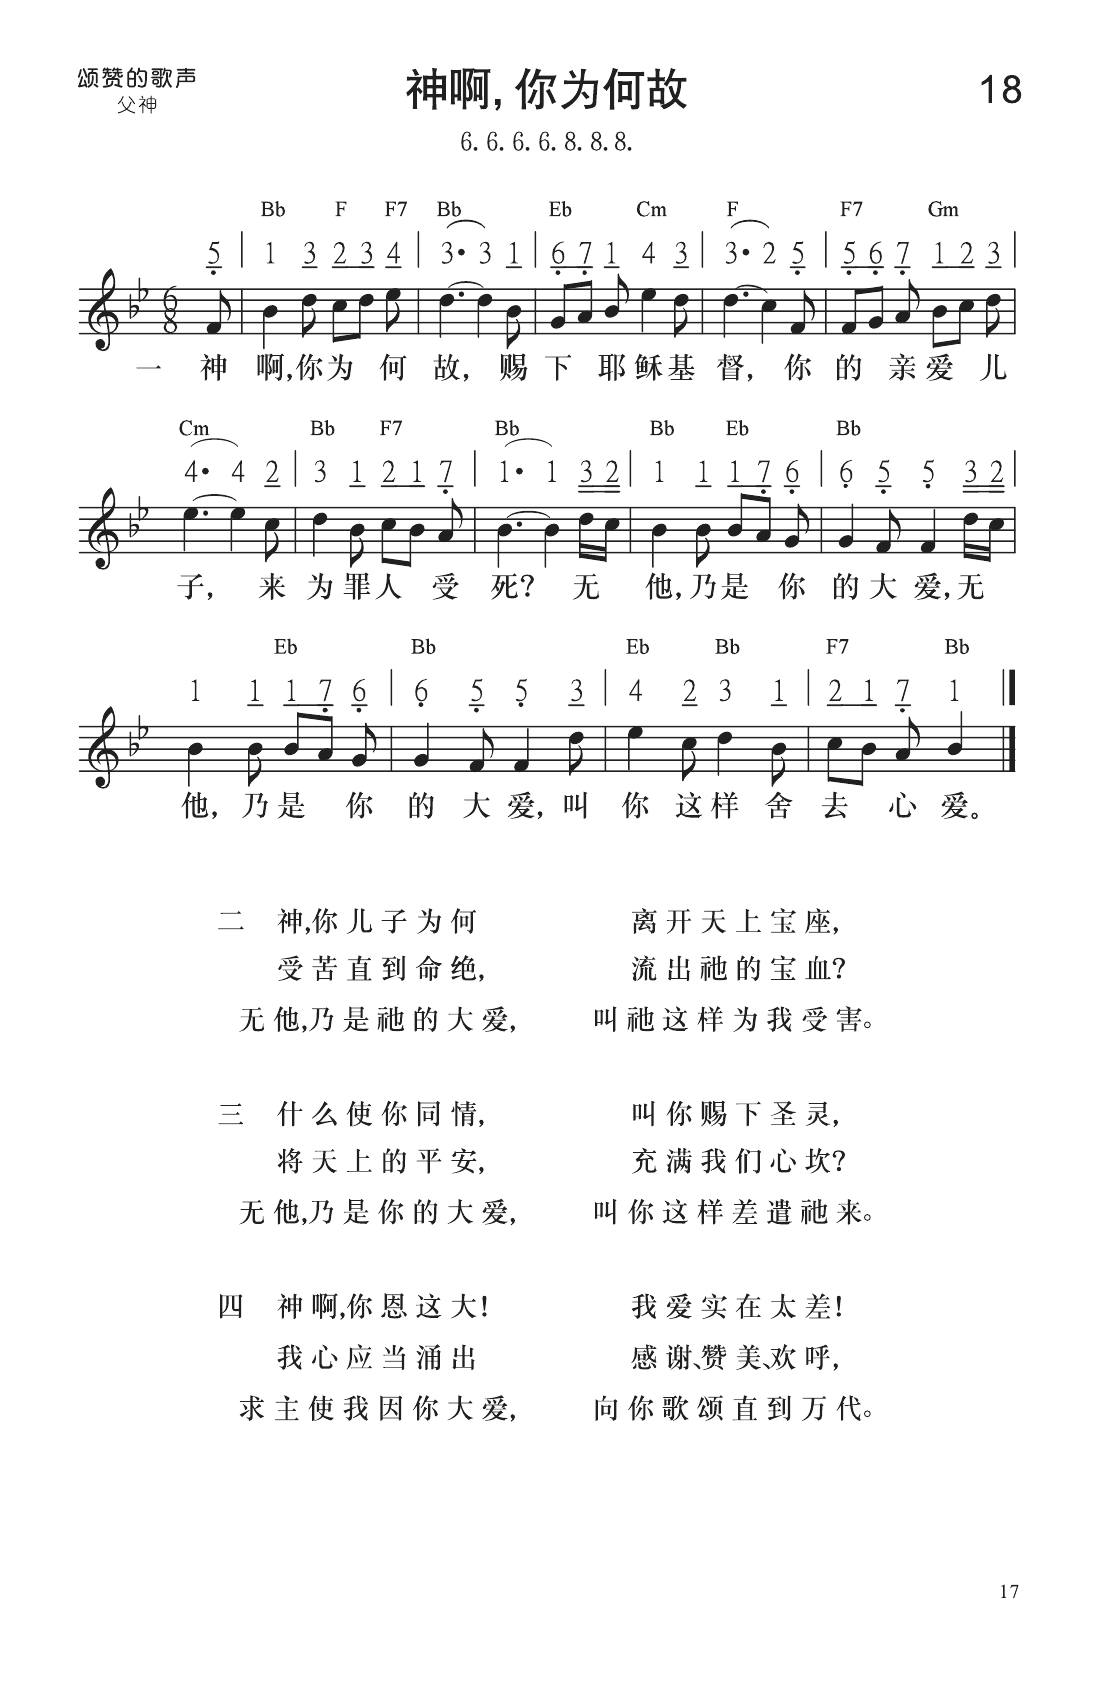 颂赞的歌声
父神
神啊,你为何故
18
6.6.6.6.8.8.8.
Bb F F7 Bb Eb Cm F F7 Gm
5 | 1 3 2 3 4 | 3· 3 1 | 6 7 1 4 3 | 3· 2 5 | 5 6 7 1 2 3 |
6 8
一 神啊,你为何故, 赐下耶稣基督, 你的亲爱儿
Cm Bb F7 Bb Bb Eb Bb
4· 4 2 | 3 1 2 1 7 | 1· 1 3 2 | 1 1 1 7 6 | 6 5 5 3 2 |
子, 来为罪人受死? 无他,乃是你的大爱,无
Eb Bb Eb Bb F7 Bb
1 1 1 7 6 | 6 5 5 3 | 4 2 3 1 | 2 1 7 1 ‖
他, 乃是你的大爱, 叫你这样舍去心爱。
二 神,你儿子为何 离开天上宝座,
受苦直到命绝, 流出祂的宝血?
无他,乃是祂的大爱, 叫祂这样为我受害。
三 什么使你同情, 叫你赐下圣灵,
将天上的平安, 充满我们心坎?
无他,乃是你的大爱, 叫你这样差遣祂来。
四 神啊,你恩这大! 我爱实在太差!
我心应当涌出 感谢、赞美、欢呼,
求主使我因你大爱, 向你歌颂直到万代。
17